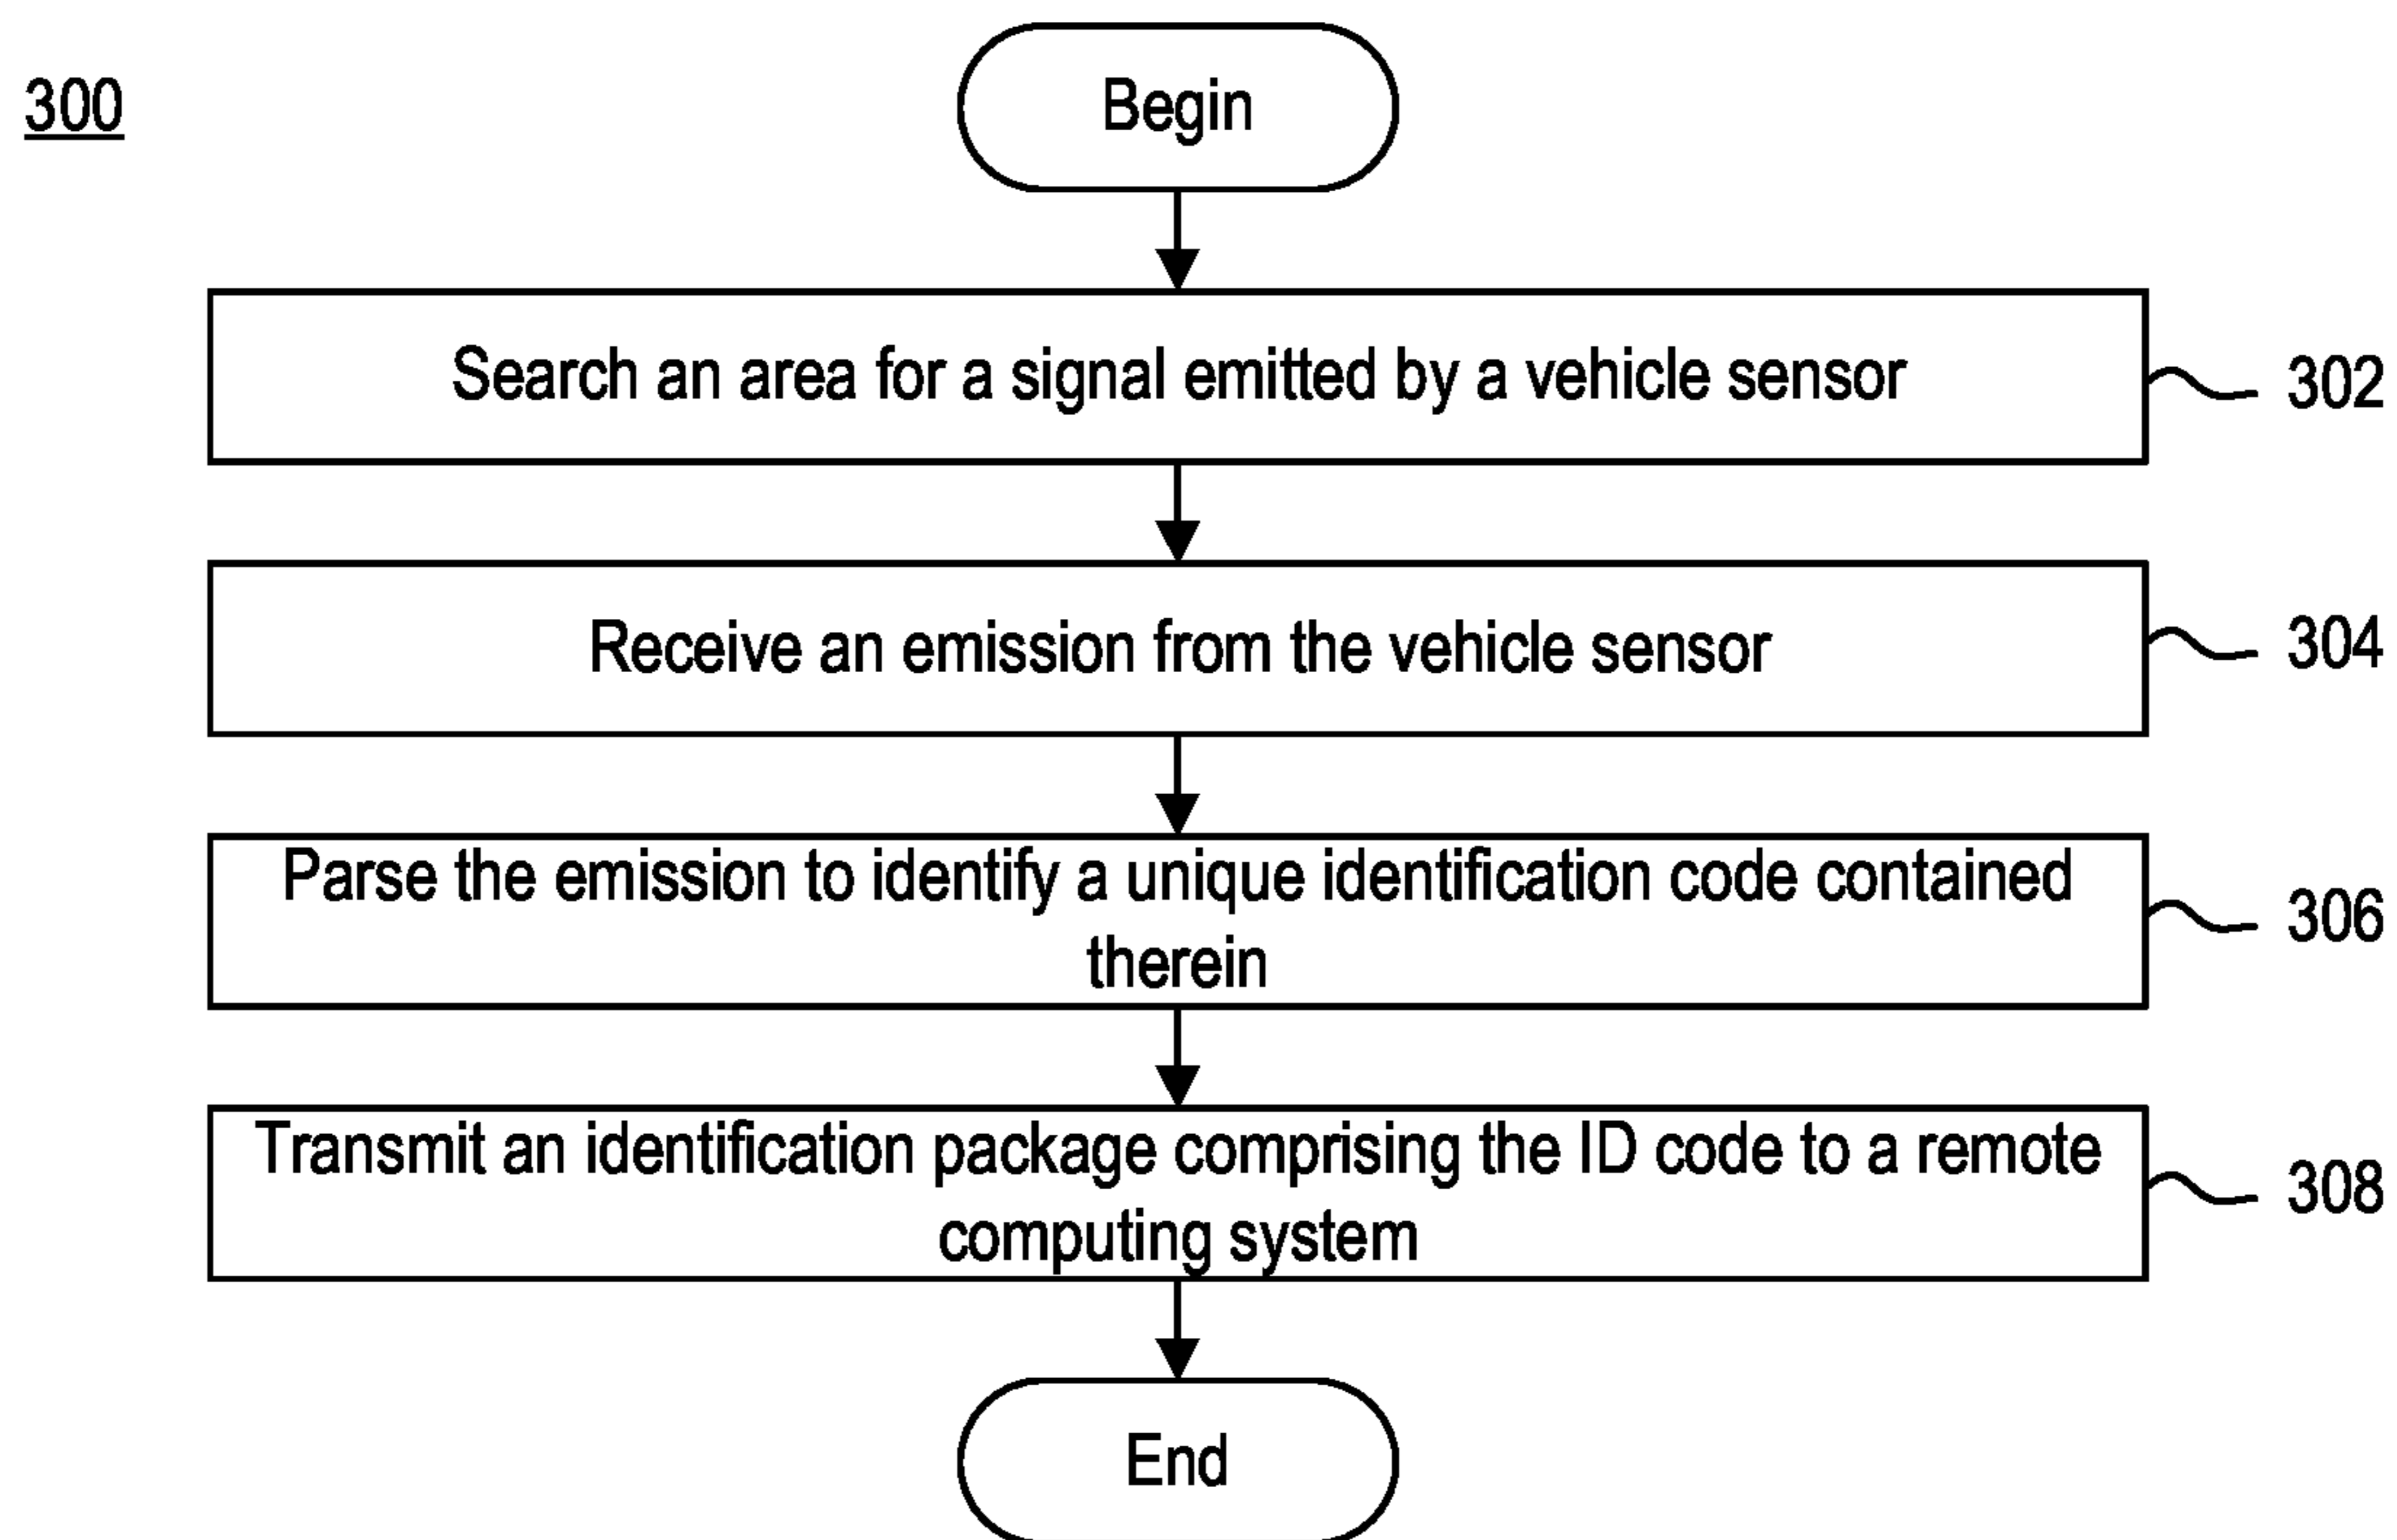 300
Begin
Search an area for a signal emitted by a vehicle sensor
302
Receive an emission from the vehicle sensor
304
Parse the emission to identify a unique identification code contained
therein
306
Transmit an identification package comprising the ID code to a remote
computing system
308
End